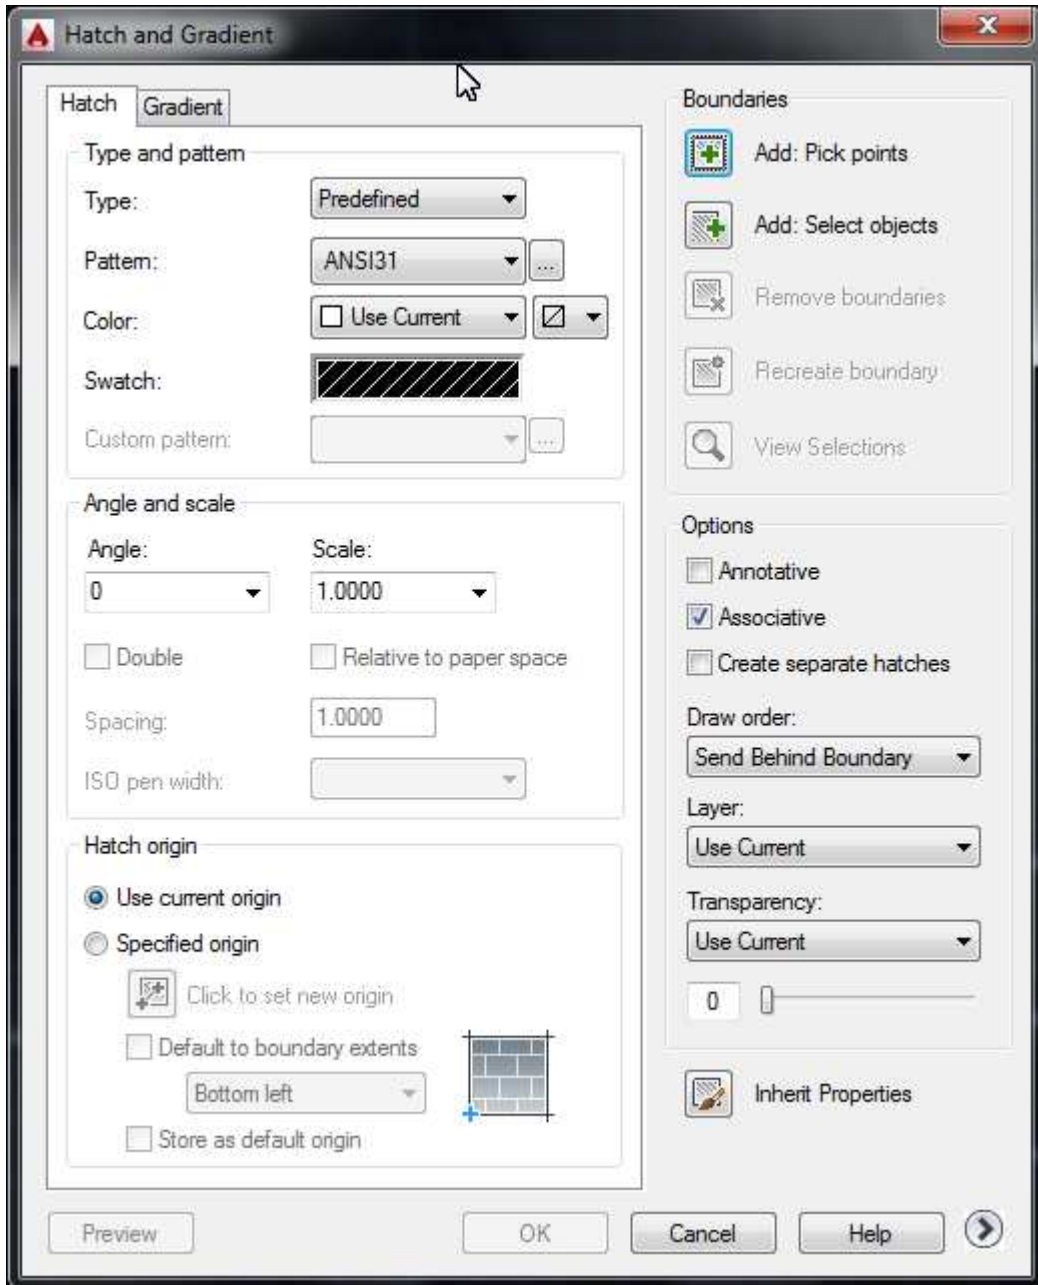 Hatch and Gradient
Hatch
Gradient
Type and pattern
Type:
Predefined
Pattern:
ANSI31
...
Color:
Use Current
Swatch:
Custom pattern:
...
Angle and scale
Angle:
Scale:
0
1.0000
Double
Relative to paper space
Spacing:
1.0000
ISO pen width:
Hatch origin
Use current origin
Specified origin
Click to set new origin
Default to boundary extents
Bottom left
Store as default origin
Boundaries
Add: Pick points
Add: Select objects
Remove boundaries
Recreate boundary
View Selections
Options
Annotative
Associative
Create separate hatches
Draw order:
Send Behind Boundary
Layer:
Use Current
Transparency:
Use Current
0
Inherit Properties
Preview
OK
Cancel
Help